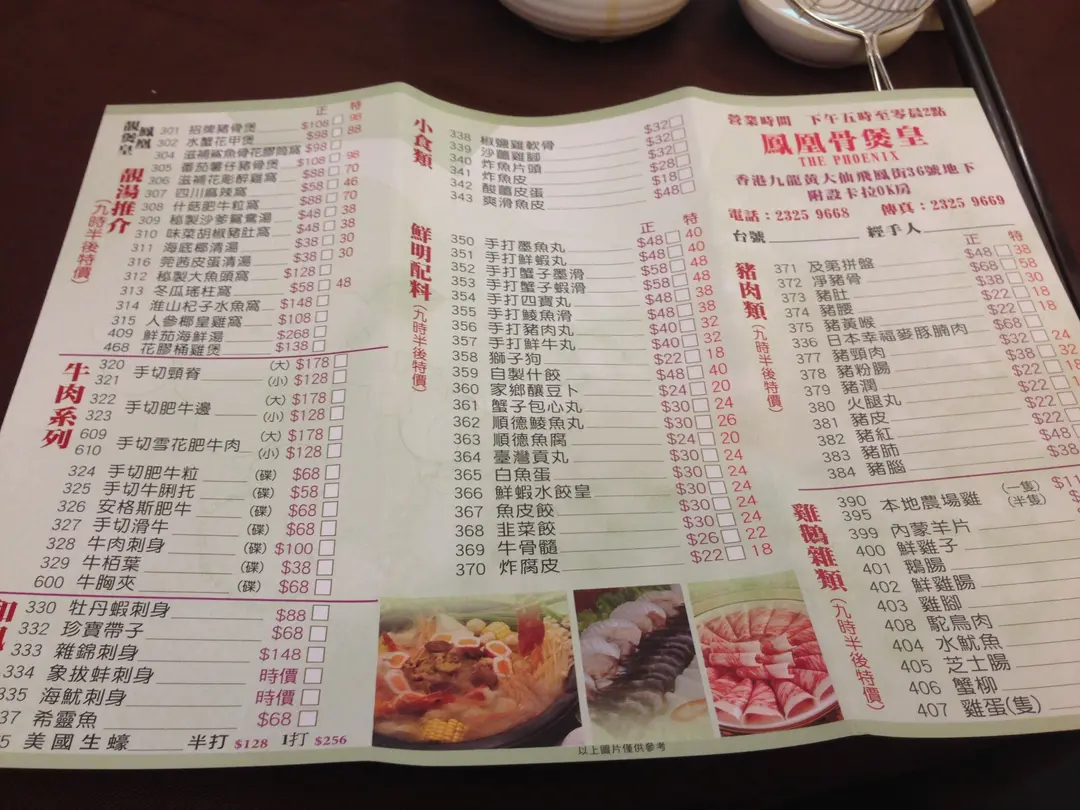 正 特
鳳凰靚煲皇
301 招牌豬骨煲 $108 98
302 水蟹花甲煲 $98 88
304 滋補鯊魚骨花膠筒窩 $98
靚湯推介(九時半後特價)
305 番茄薯仔豬骨煲 $108 98
306 滋補花彫醉雞窩 $88 70
307 四川麻辣窩 $58 46
308 什菇肥牛粒窩 $88 70
309 秘製沙爹鴛鴦湯 $48 38
310 味菜胡椒豬肚窩 $48 38
311 海底椰清湯 $38 30
316 莞茜皮蛋清湯 $38 30
312 秘製大魚頭窩 $128
313 冬瓜瑤柱窩 $58 48
314 淮山杞子水魚窩 $148
315 人參椰皇雞窩 $108
409 鮮茄海鮮湯 $268
468 花膠桶雞煲 $138
牛肉系列
320 手切頸脊 (大) $178
321 (小) $128
322 手切肥牛邊 (大) $178
323 (小) $128
609 手切雪花肥牛肉 (大) $178
610 (小) $128
324 手切肥牛粒 (碟) $68
325 手切牛脷托 (碟) $58
326 安格斯肥牛 (碟) $68
327 手切滑牛 (碟) $68
328 牛肉刺身 (碟) $100
329 牛栢葉 (碟) $38
600 牛胸夾 (碟) $68
330 牡丹蝦刺身 $88
332 珍寶帶子 $68
333 雜錦刺身 $148
334 象拔蚌刺身 時價
335 海魷刺身 時價
37 希靈魚 $68
5 美國生蠔 半打 $128 1打 $256
小食類
338 椒鹽雞軟骨 $32
339 沙薑雞腳 $32
340 炸魚片頭 $32
341 炸魚皮 $28
342 酸薑皮蛋 $18
343 爽滑魚皮 $48
鮮明配料(九時半後特價)
正 特
350 手打墨魚丸 $48 40
351 手打鮮蝦丸 $48 40
352 手打蟹子墨滑 $58 48
353 手打蟹子蝦滑 $58 48
354 手打四寶丸 $48 38
355 手打鯪魚滑 $48 38
356 手打豬肉丸 $40 32
357 手打鮮牛丸 $40 32
358 獅子狗 $22 18
359 自製什餃 $48 40
360 家鄉釀豆卜 $24 20
361 蟹子包心丸 $30 24
362 順德鯪魚丸 $30 26
363 順德魚腐 $24 20
364 臺灣貢丸 $30 24
365 白魚蛋 $30 24
366 鮮蝦水餃皇 $30 24
367 魚皮餃 $30 24
368 韭菜餃 $30 24
369 牛骨髓 $26 22
370 炸腐皮 $22 18
以上圖片僅供參考
營業時間 下午五時至零晨2點
鳳凰骨煲皇
THE PHOENIX
香港九龍黃大仙飛鳳街36號地下
附設卡拉OK房
電話：2325 9668 傳真：2325 9669
台號 經手人
正 特
豬肉類(九時半後特價)
371 及第拼盤 $48 38
372 淨豬骨 $68 58
373 豬肚 $38 30
374 豬腰 $22 18
375 豬黃喉 $22 18
336 日本幸福麥豚腩肉 $68
377 豬頸肉 $38 24
378 豬粉腸 $22 32
379 豬潤 $22
380 火腿丸 $22
381 豬皮 $22
382 豬紅 $22
383 豬肺 $48
384 豬腦 $38
雞鵝雜類(九時半後特價)
390 本地農場雞 (一隻)
395 (半隻)
399 內蒙羊片
400 鮮雞子
401 鵝腸
402 鮮雞腸
403 雞腳
408 駝鳥肉
404 水魷魚
405 芝士腸
406 蟹柳
407 雞蛋(隻)